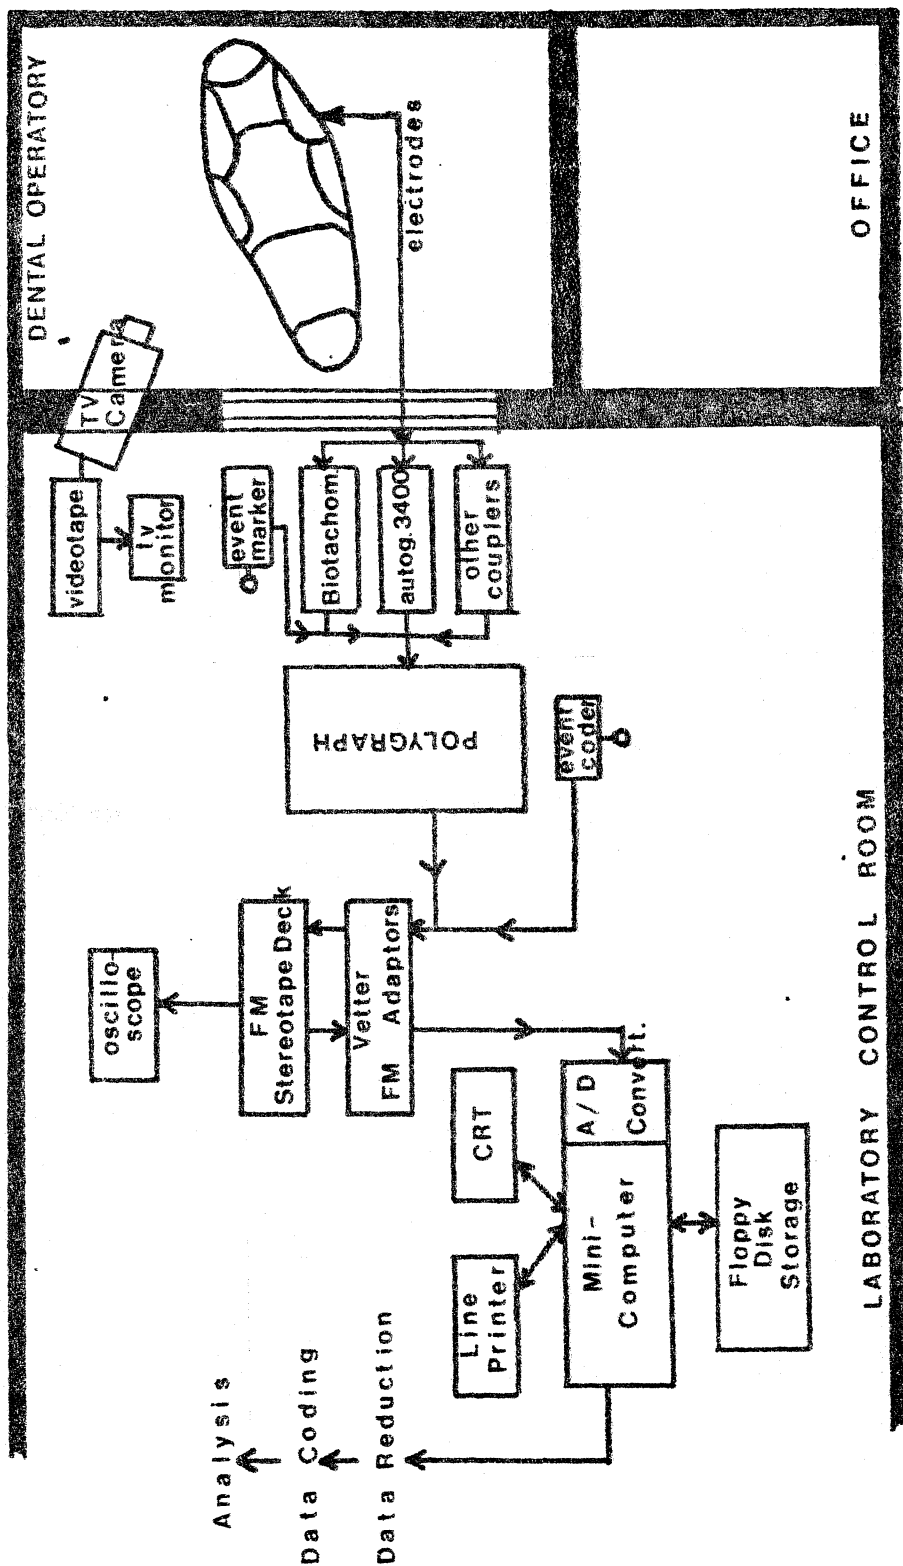 DENTAL OPERATORY
electrodes
OFFICE
TV
Camera
videotape
tv
monitor
event
marker
Biotachom.
autog.3400
other
couplers
POLYGRAPH
event
coder
oscillo-
scope
FM
Stereotape Deck
Vetter
FM Adaptors
A/D
Convert.
CRT
Line
Printer
Mini-
Computer
Floppy
Disk
Storage
Analysis
Data Coding
Data Reduction
LABORATORY CONTROL ROOM